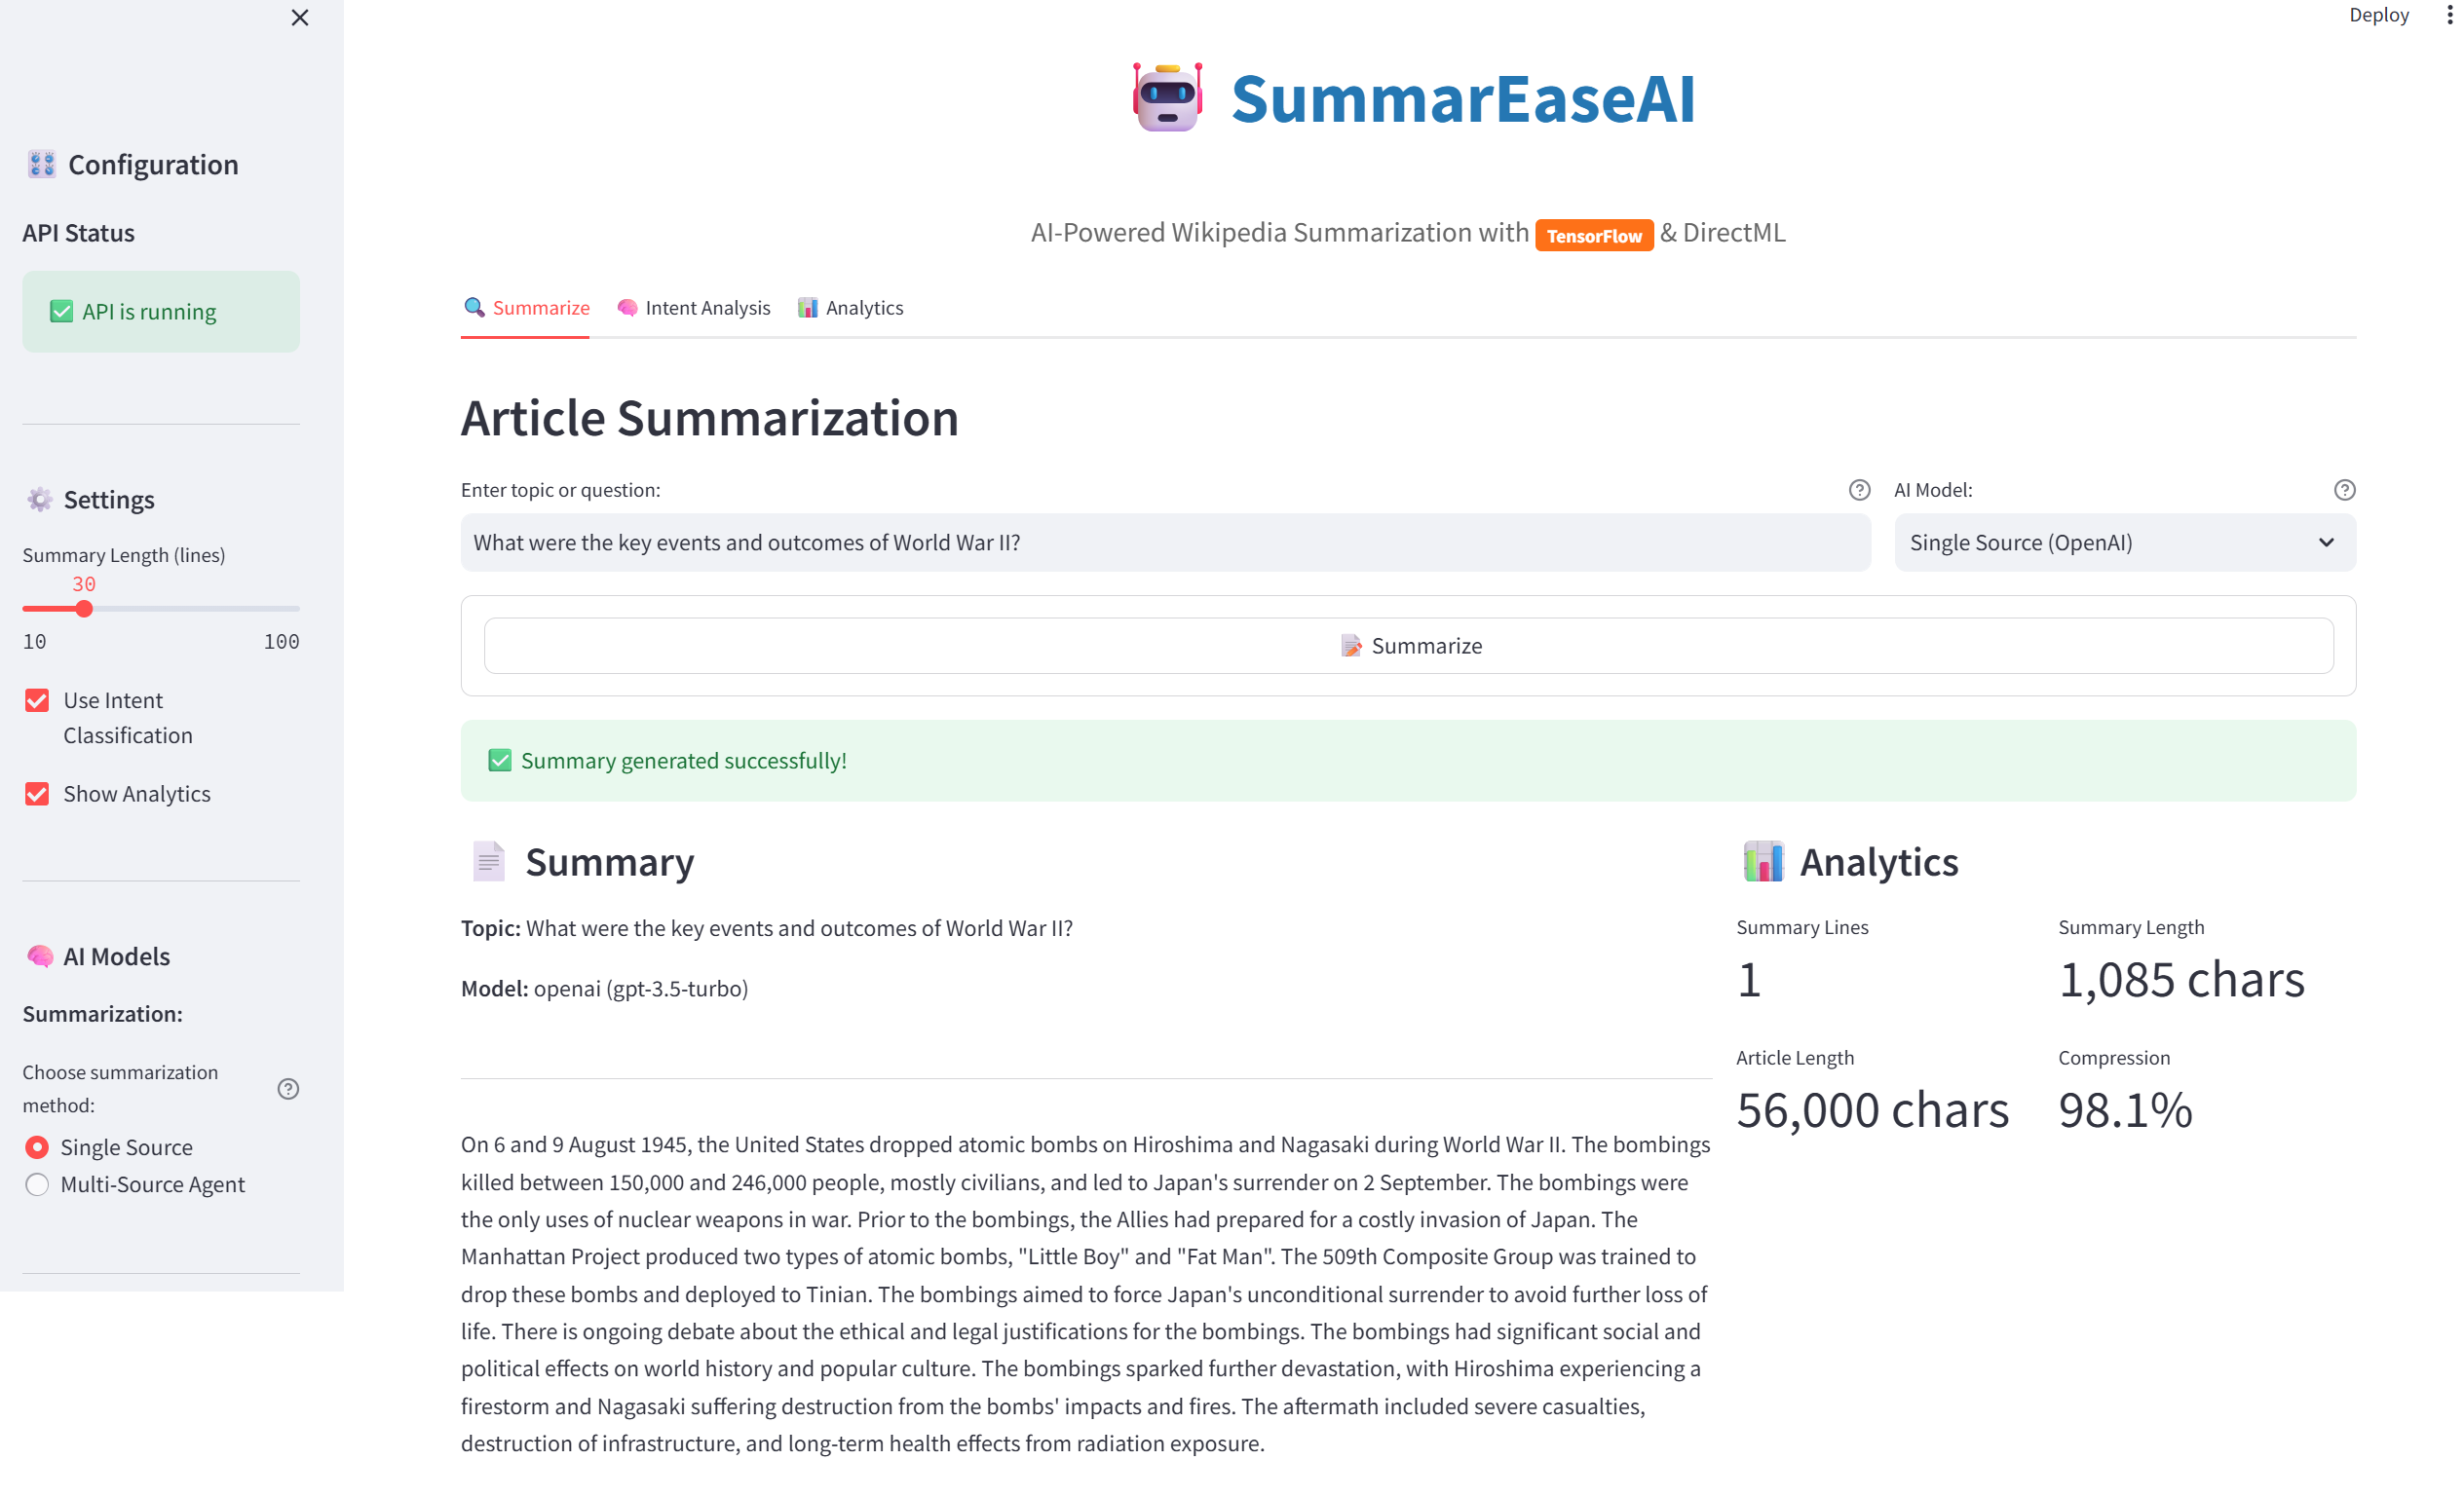 Deploy
Configuration
API Status
API is running
Settings
Summary Length (lines)
30
10 100
Use Intent
Classification
Show Analytics
AI Models
Summarization:
Choose summarization
method:
Single Source
Multi-Source Agent
SummarEaseAI
AI-Powered Wikipedia Summarization with TensorFlow & DirectML
Summarize Intent Analysis Analytics
Article Summarization
Enter topic or question: AI Model:
What were the key events and outcomes of World War II? Single Source (OpenAI)
Summarize
Summary generated successfully!
Summary
Topic: What were the key events and outcomes of World War II?
Model: openai (gpt-3.5-turbo)
On 6 and 9 August 1945, the United States dropped atomic bombs on Hiroshima and Nagasaki during World War II. The bombings
killed between 150,000 and 246,000 people, mostly civilians, and led to Japan's surrender on 2 September. The bombings were
the only uses of nuclear weapons in war. Prior to the bombings, the Allies had prepared for a costly invasion of Japan. The
Manhattan Project produced two types of atomic bombs, "Little Boy" and "Fat Man". The 509th Composite Group was trained to
drop these bombs and deployed to Tinian. The bombings aimed to force Japan's unconditional surrender to avoid further loss of
life. There is ongoing debate about the ethical and legal justifications for the bombings. The bombings had significant social and
political effects on world history and popular culture. The bombings sparked further devastation, with Hiroshima experiencing a
firestorm and Nagasaki suffering destruction from the bombs' impacts and fires. The aftermath included severe casualties,
destruction of infrastructure, and long-term health effects from radiation exposure.
Analytics
Summary Lines Summary Length
1 1,085 chars
Article Length Compression
56,000 chars 98.1%